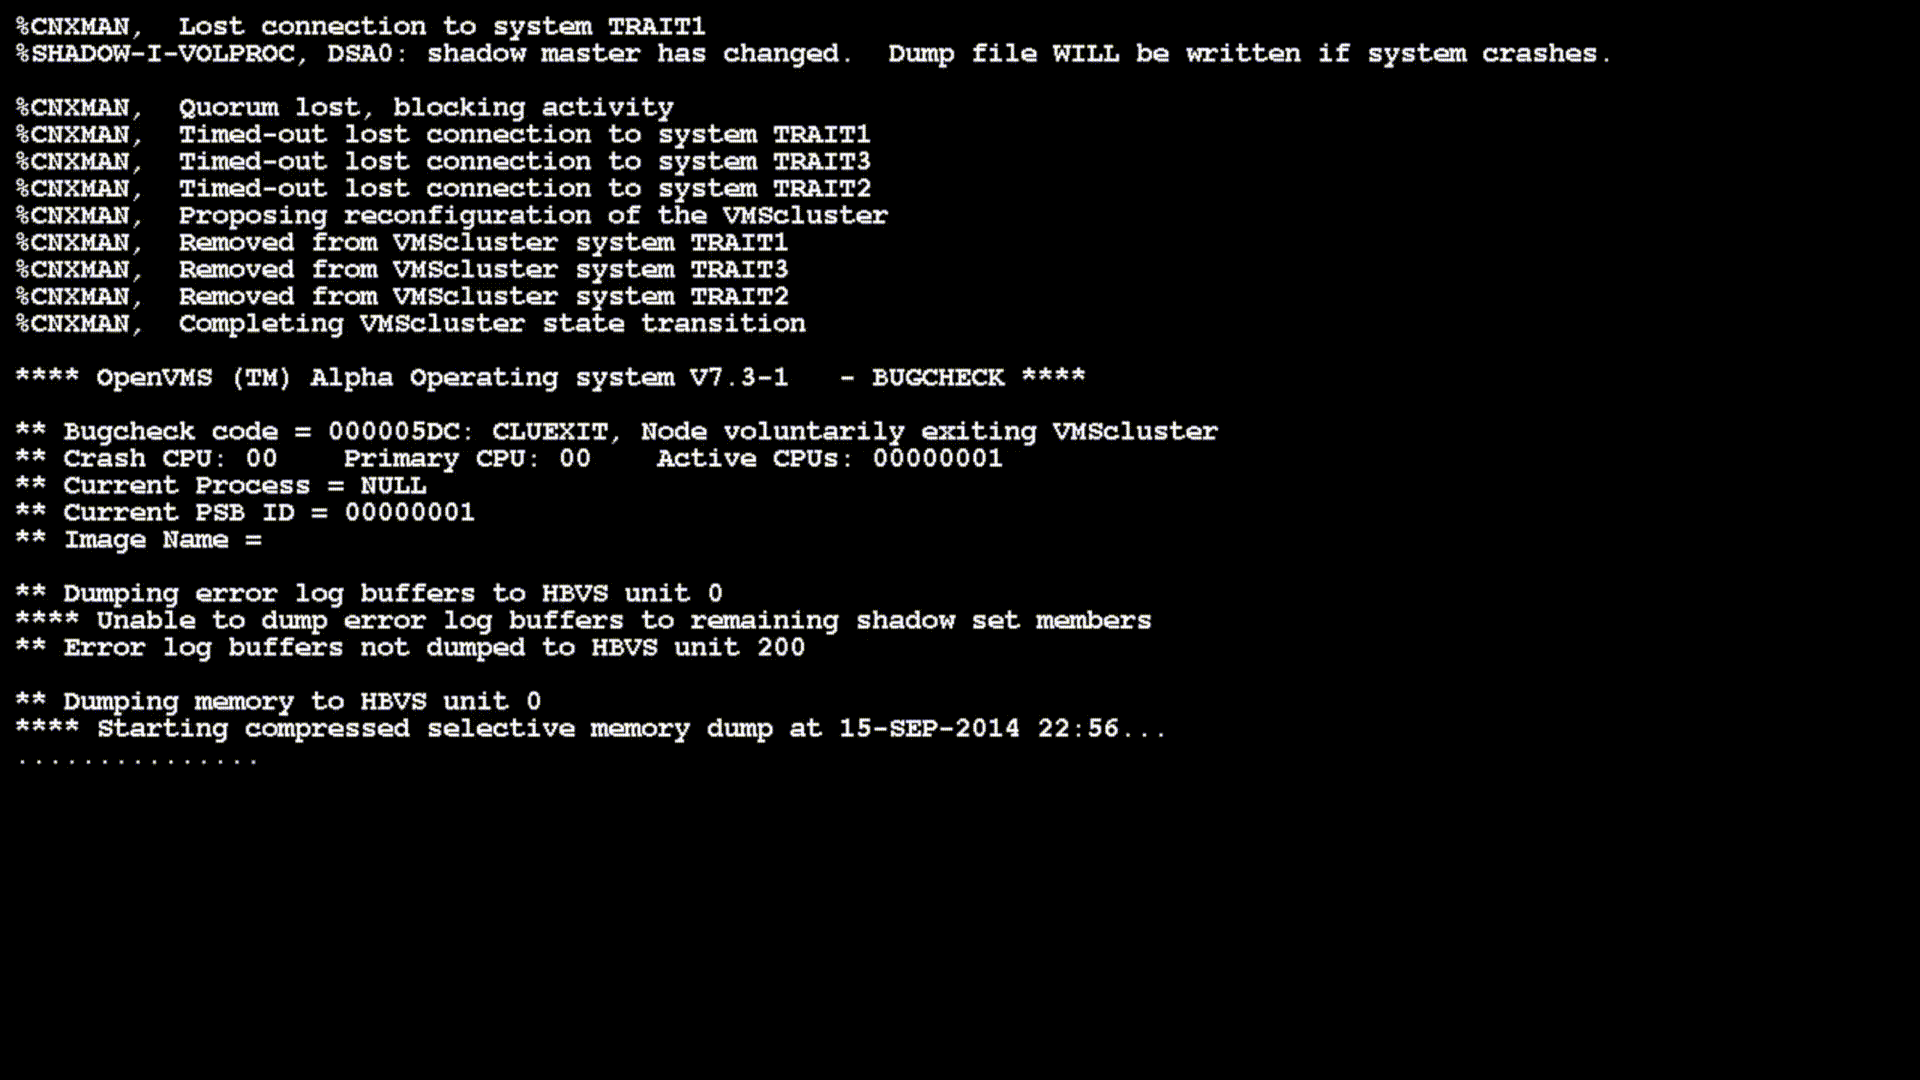 %CNXMAN,  Lost connection to system TRAIT1
%SHADOW-I-VOLPROC, DSA0: shadow master has changed.  Dump file WILL be written if system crashes.
%CNXMAN,  Quorum lost, blocking activity
%CNXMAN,  Timed-out lost connection to system TRAIT1
%CNXMAN,  Timed-out lost connection to system TRAIT3
%CNXMAN,  Timed-out lost connection to system TRAIT2
%CNXMAN,  Proposing reconfiguration of the VMScluster
%CNXMAN,  Removed from VMScluster system TRAIT1
%CNXMAN,  Removed from VMScluster system TRAIT3
%CNXMAN,  Removed from VMScluster system TRAIT2
%CNXMAN,  Completing VMScluster state transition
**** OpenVMS (TM) Alpha Operating system V7.3-1   - BUGCHECK ****
** Bugcheck code = 000005DC: CLUEXIT, Node voluntarily exiting VMScluster
** Crash CPU: 00    Primary CPU: 00    Active CPUs: 00000001
** Current Process = NULL
** Current PSB ID = 00000001
** Image Name =
** Dumping error log buffers to HBVS unit 0
**** Unable to dump error log buffers to remaining shadow set members
** Error log buffers not dumped to HBVS unit 200
** Dumping memory to HBVS unit 0
**** Starting compressed selective memory dump at 15-SEP-2014 22:56...
...............